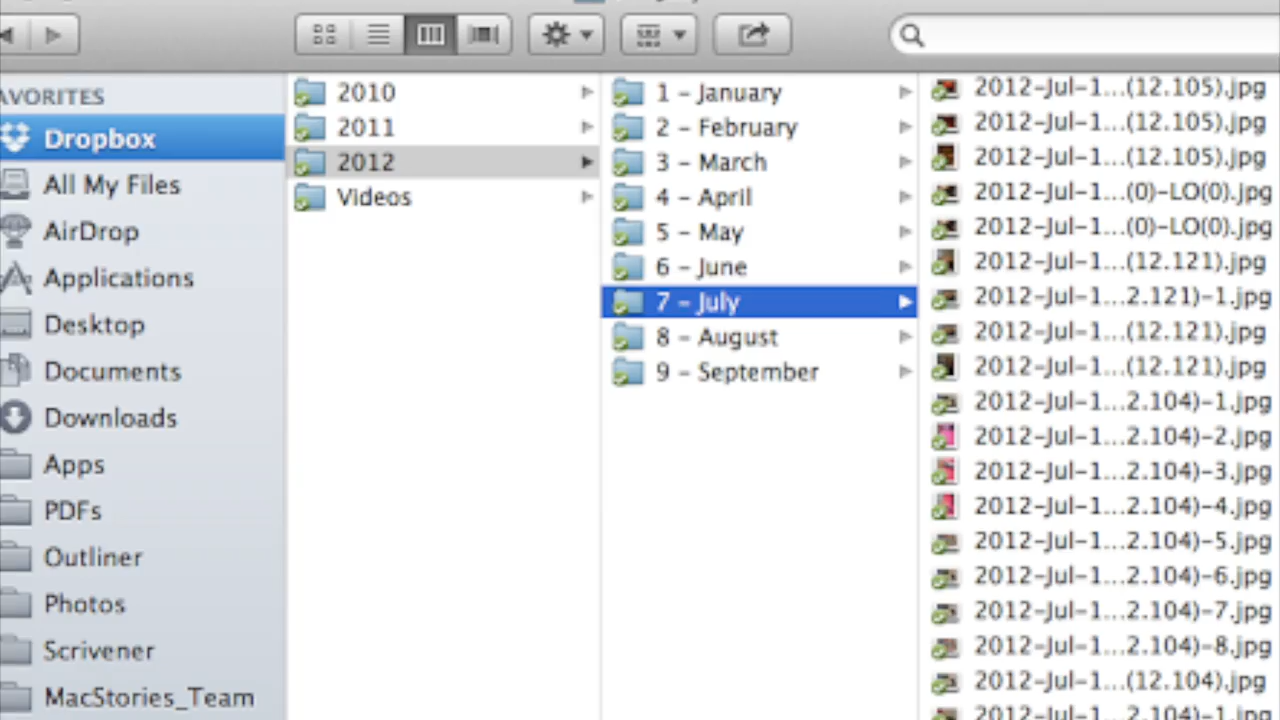 AVORITES
Dropbox
All My Files
AirDrop
Applications
Desktop
Documents
Downloads
Apps
PDFs
Outliner
Photos
Scrivener
MacStories_Team
2010
2011
2012
Videos
1 - January
2 - February
3 - March
4 - April
5 - May
6 - June
7 - July
8 - August
9 - September
2012-Jul-1...(12.105).jpg
2012-Jul-1...(12.105).jpg
2012-Jul-1...(12.105).jpg
2012-Jul-1...(0)-LO(0).jpg
2012-Jul-1...(0)-LO(0).jpg
2012-Jul-1...(12.121).jpg
2012-Jul-1...2.121)-1.jpg
2012-Jul-1...(12.121).jpg
2012-Jul-1...(12.121).jpg
2012-Jul-1...2.104)-1.jpg
2012-Jul-1...2.104)-2.jpg
2012-Jul-1...2.104)-3.jpg
2012-Jul-1...2.104)-4.jpg
2012-Jul-1...2.104)-5.jpg
2012-Jul-1...2.104)-6.jpg
2012-Jul-1...2.104)-7.jpg
2012-Jul-1...2.104)-8.jpg
2012-Jul-1...(12.104).jpg
2012-Jul-1...2.104)-1.jpg